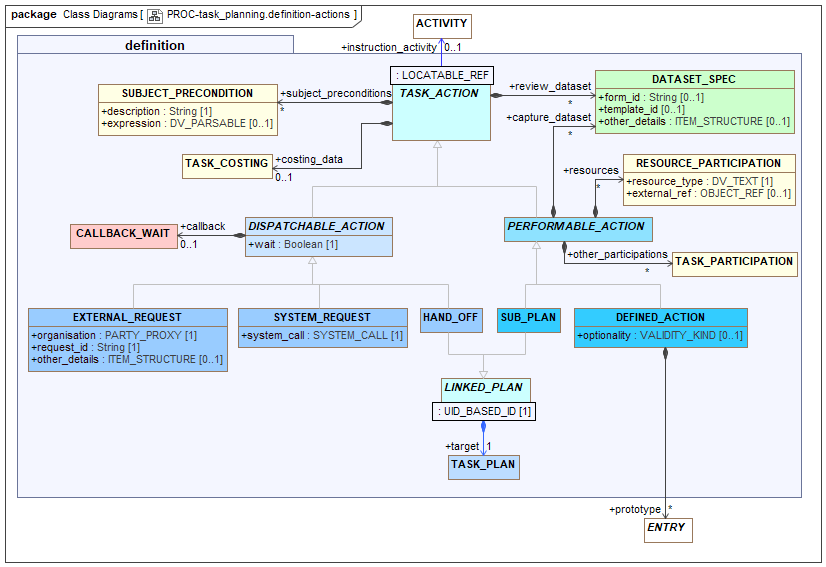 package Class Diagrams [ PROC-task_planning.definition-actions ]
ACTIVITY
definition
+instruction_activity 0..1
: LOCATABLE_REF
TASK_ACTION
SUBJECT_PRECONDITION
+description : String [1]
+expression : DV_PARSABLE [0..1]
+subject_preconditions
*
+review_dataset
*
+capture_dataset
*
DATASET_SPEC
+form_id : String [0..1]
+template_id [0..1]
+other_details : ITEM_STRUCTURE [0..1]
TASK_COSTING
+costing_data
0..1
+resources
*
RESOURCE_PARTICIPATION
+resource_type : DV_TEXT [1]
+external_ref : OBJECT_REF [0..1]
CALLBACK_WAIT
+callback
0..1
DISPATCHABLE_ACTION
+wait : Boolean [1]
PERFORMABLE_ACTION
+other_participations
*
TASK_PARTICIPATION
EXTERNAL_REQUEST
+organisation : PARTY_PROXY [1]
+request_id : String [1]
+other_details : ITEM_STRUCTURE [0..1]
SYSTEM_REQUEST
+system_call : SYSTEM_CALL [1]
HAND_OFF
SUB_PLAN
DEFINED_ACTION
+optionality : VALIDITY_KIND [0..1]
LINKED_PLAN
: UID_BASED_ID [1]
+target 1
TASK_PLAN
+prototype *
ENTRY